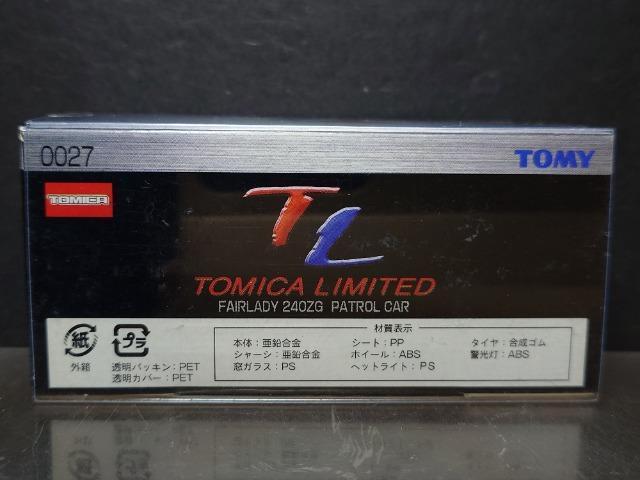 0027
TOMY
TOMICA
TL
TOMICA LIMITED
FAIRLADY 240ZG PATROL CAR
紙
外箱
プラ
透明パッキン:PET
透明カバー:PET
材質表示
本体:亜鉛合金
シート:PP
タイヤ:合成ゴム
シャーシ:亜鉛合金
ホイール:ABS
警光灯:ABS
窓ガラス:PS
ヘットライト:PS